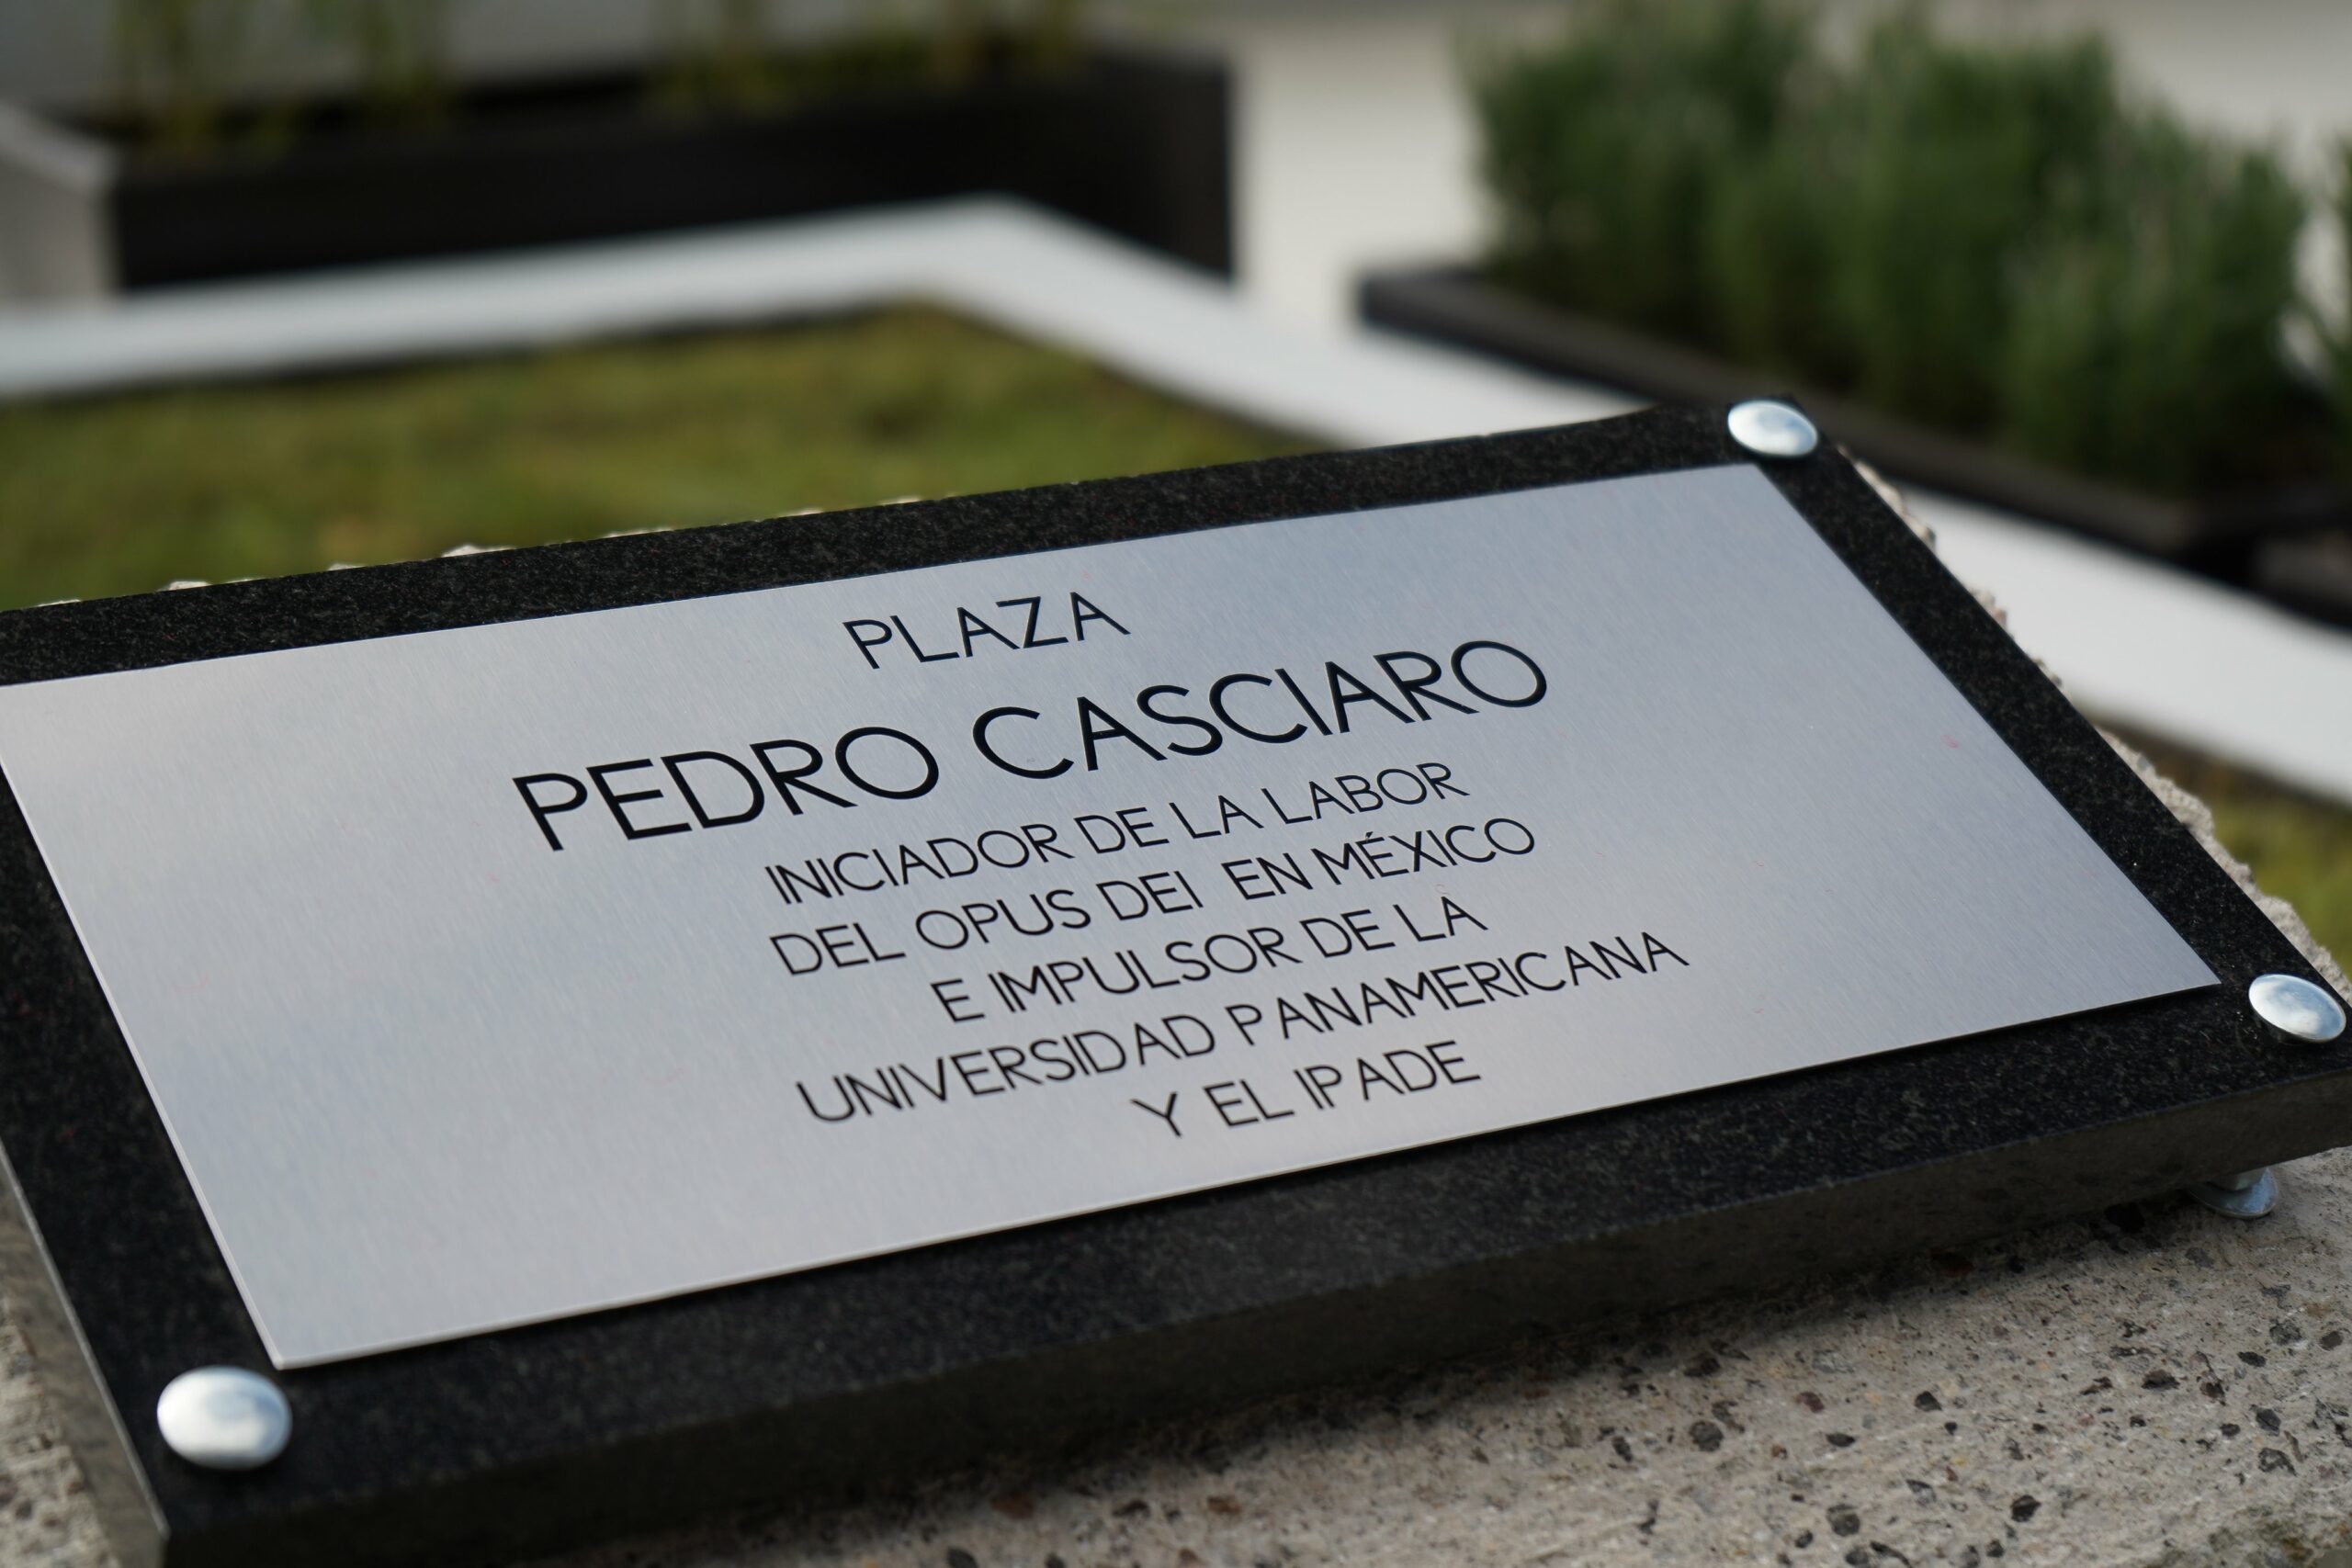 PLAZA
PEDRO CASCIARO
INICIADOR DE LA LABOR
DEL OPUS DEI EN MÉXICO
E IMPULSOR DE LA
UNIVERSIDAD PANAMERICANA
Y EL IPADE